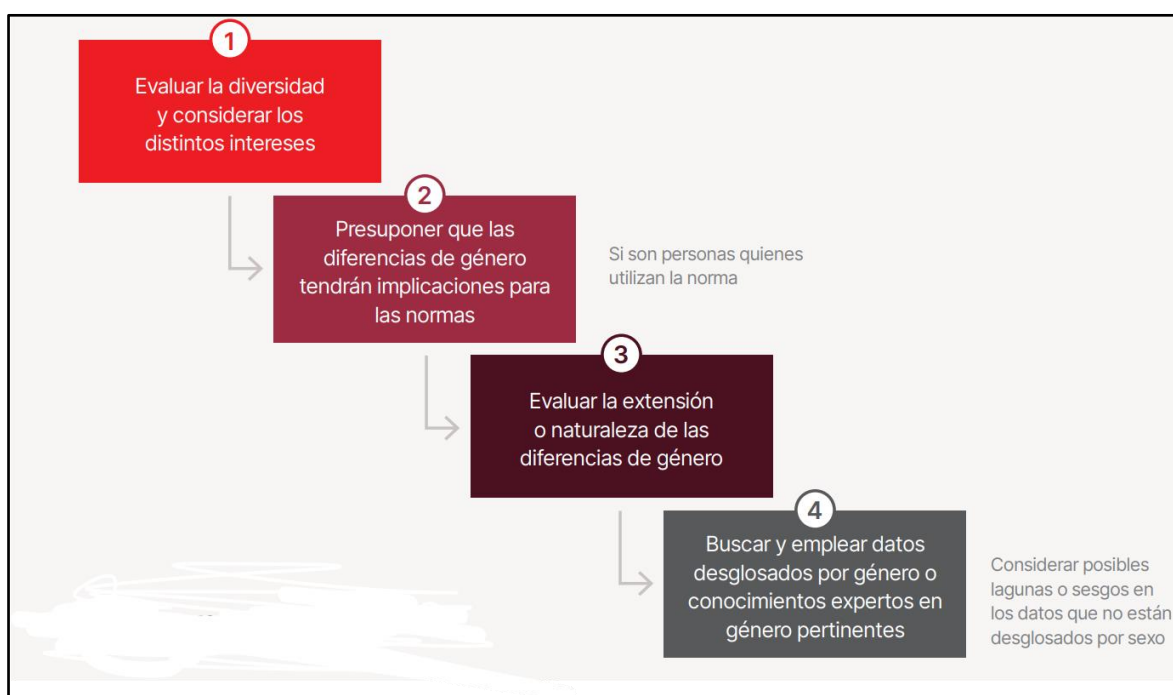 1
Evaluar la diversidad
y considerar los
distintos intereses
2
Presuponer que las
diferencias de género
tendrán implicaciones para
las normas
Si son personas quienes
utilizan la norma
3
Evaluar la extensión
o naturaleza de las
diferencias de género
4
Buscar y emplear datos
desglosados por género o
conocimientos expertos en
género pertinentes
Considerar posibles
lagunas o sesgos en
los datos que no están
desglosados por sexo